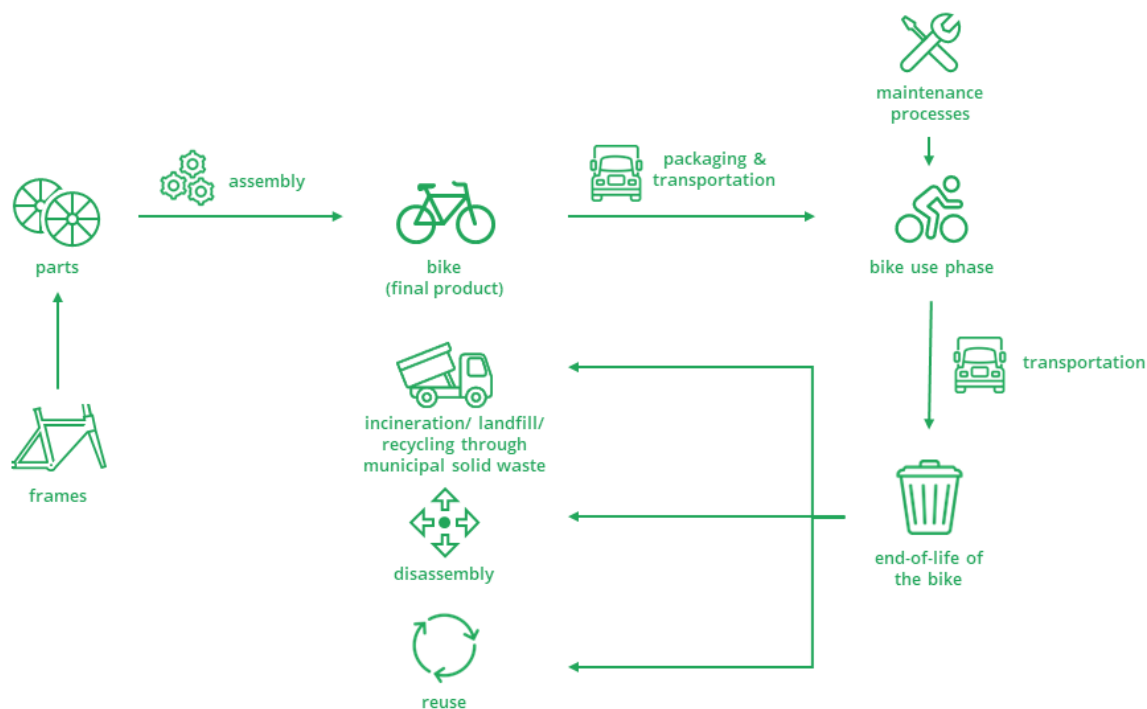 maintenance
processes
assembly
packaging &
transportation
parts
bike
(final product)
bike use phase
transportation
incineration/ landfill/
recycling through
municipal solid waste
frames
disassembly
end-of-life of
the bike
reuse